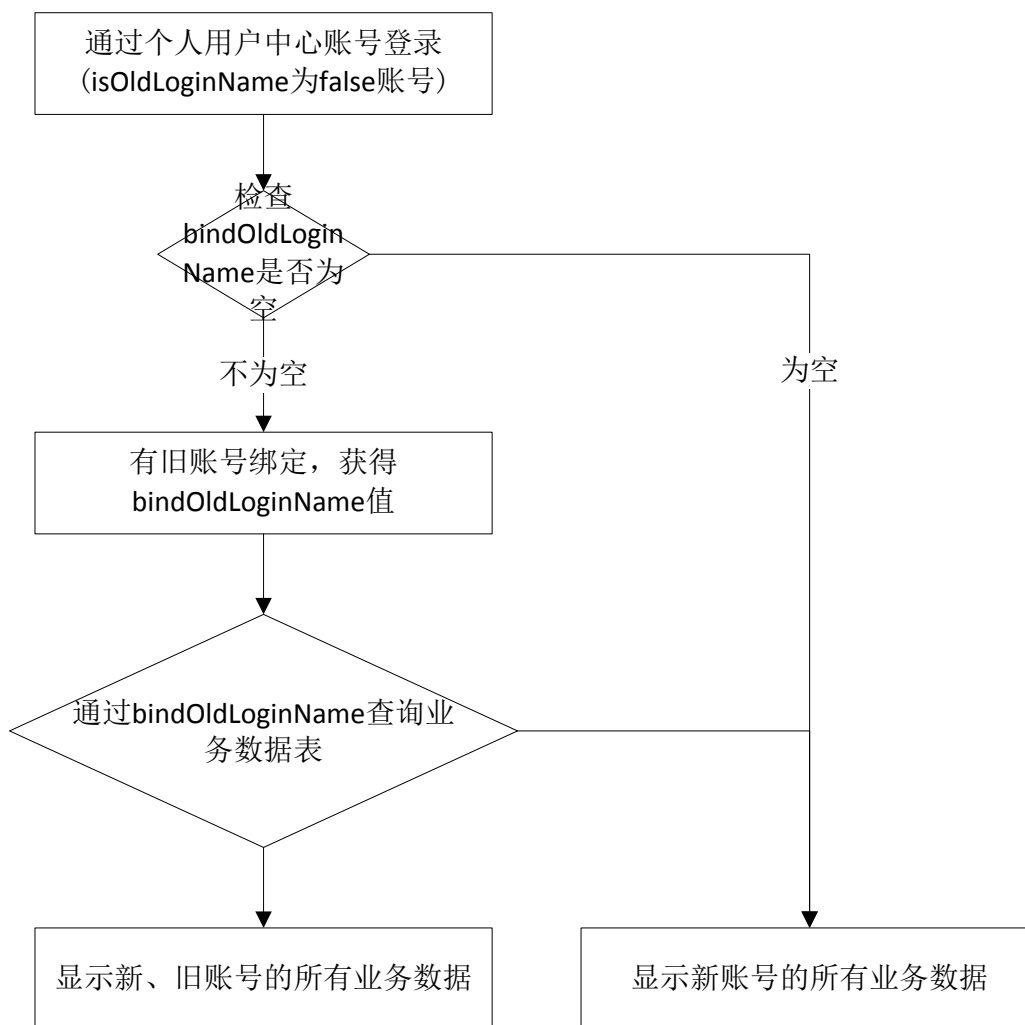 通过个人用户中心账号登录
（isOldLoginName为false账号）
检查
bindOldLogin
Name是否为
空
不为空
为空
有旧账号绑定，获得
bindOldLoginName值
通过bindOldLoginName查询业
务数据表
显示新、旧账号的所有业务数据
显示新账号的所有业务数据